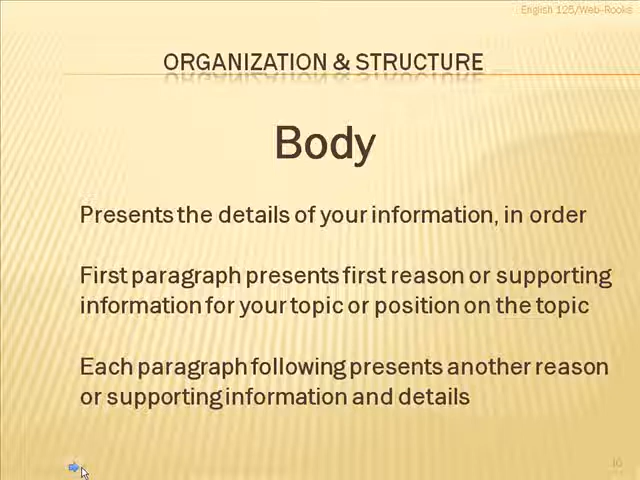 English 125/Web-Rooks
ORGANIZATION & STRUCTURE
Body
Presents the details of your information, in order
First paragraph presents first reason or supporting
information for your topic or position on the topic
Each paragraph following presents another reason
or supporting information and details
10